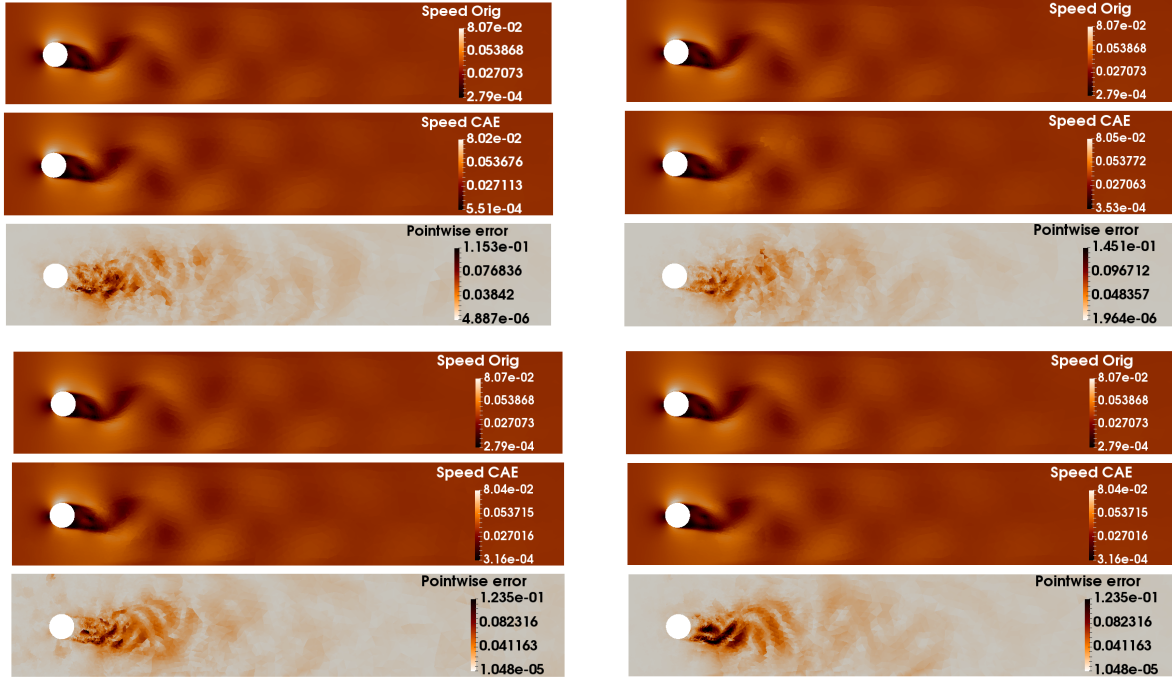 Speed Orig
8.07e-02
0.053868
0.027073
2.79e-04
Speed CAE
8.02e-02
0.053676
0.027113
5.51e-04
Pointwise error
1.153e-01
0.076836
0.03842
4.887e-06
Speed Orig
8.07e-02
0.053868
0.027073
2.79e-04
Speed CAE
8.05e-02
0.053772
0.027063
3.53e-04
Pointwise error
1.451e-01
0.096712
0.048357
1.964e-06
Speed Orig
8.07e-02
0.053868
0.027073
2.79e-04
Speed CAE
8.04e-02
0.053715
0.027016
3.16e-04
Pointwise error
1.235e-01
0.082316
0.041163
1.048e-05
Speed Orig
8.07e-02
0.053868
0.027073
2.79e-04
Speed CAE
8.04e-02
0.053715
0.027016
3.16e-04
Pointwise error
1.235e-01
0.082316
0.041163
1.048e-05